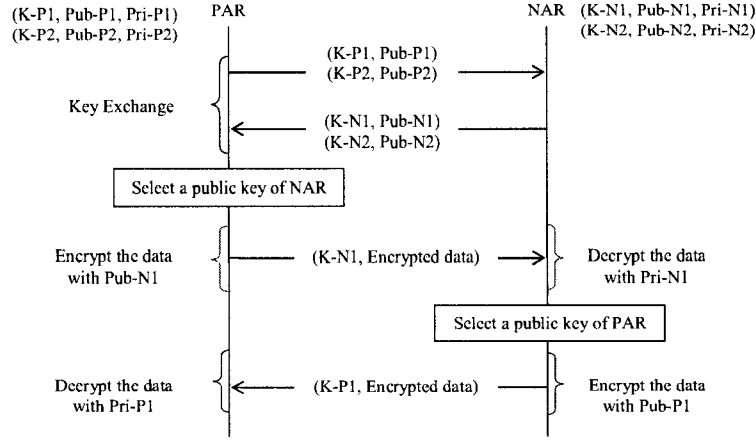 (K-P1, Pub-P1, Pri-P1)
(K-P2, Pub-P2, Pri-P2)
PAR
NAR
(K-N1, Pub-N1, Pri-N1)
(K-N2, Pub-N2, Pri-N2)
(K-P1, Pub-P1)
(K-P2, Pub-P2)
Key Exchange
(K-N1, Pub-N1)
(K-N2, Pub-N2)
Select a public key of NAR
Encrypt the data
with Pub-N1
(K-N1, Encrypted data)
Decrypt the data
with Pri-N1
Select a public key of PAR
Decrypt the data
with Pri-P1
(K-P1, Encrypted data)
Encrypt the data
with Pub-P1